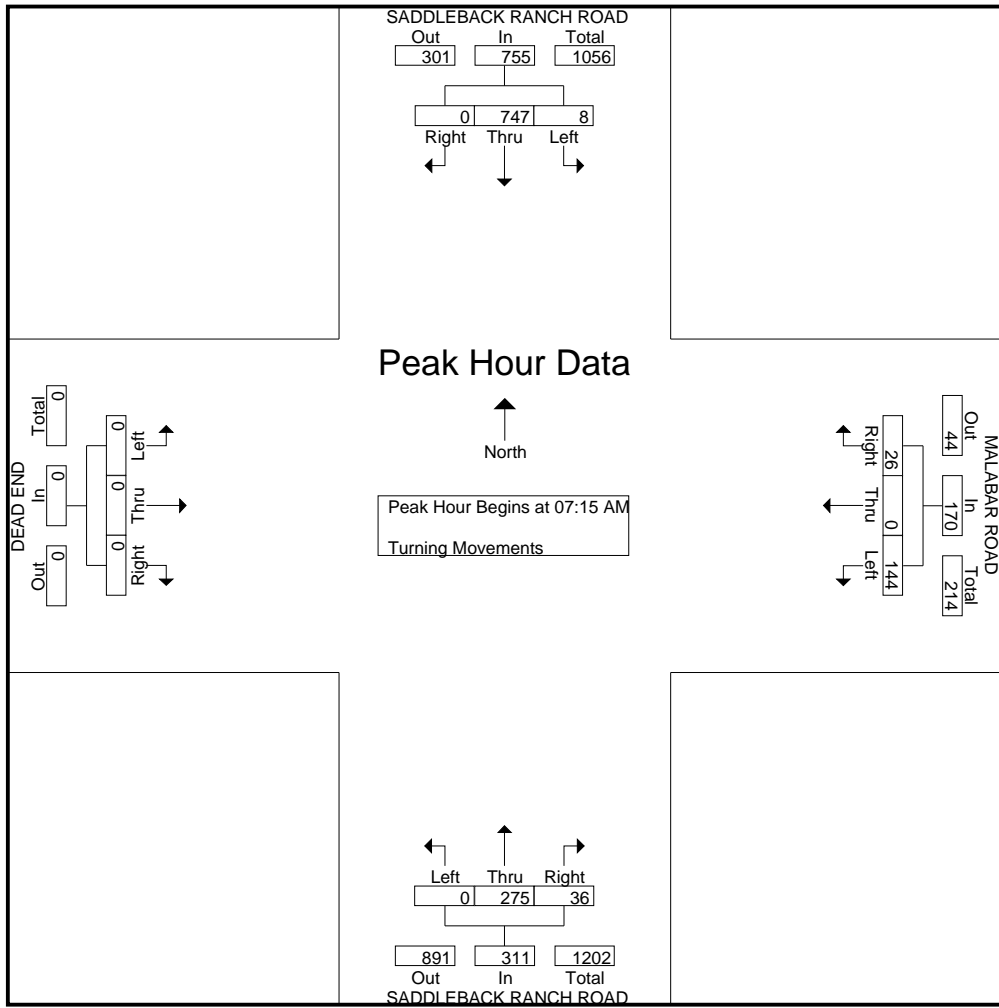 SADDLEBACK RANCH ROAD
Out In Total
301 755 1056
0 747 8
Right Thru Left
Peak Hour Data
North
Peak Hour Begins at 07:15 AM
Turning Movements
DEAD END
Out In Total
0 0 0
Right Thru Left
0 0 0
MALABAR ROAD
Out In Total
44 170 214
26 0 144
Right Thru Left
Left Thru Right
0 275 36
891 311 1202
Out In Total
SADDLEBACK RANCH ROAD